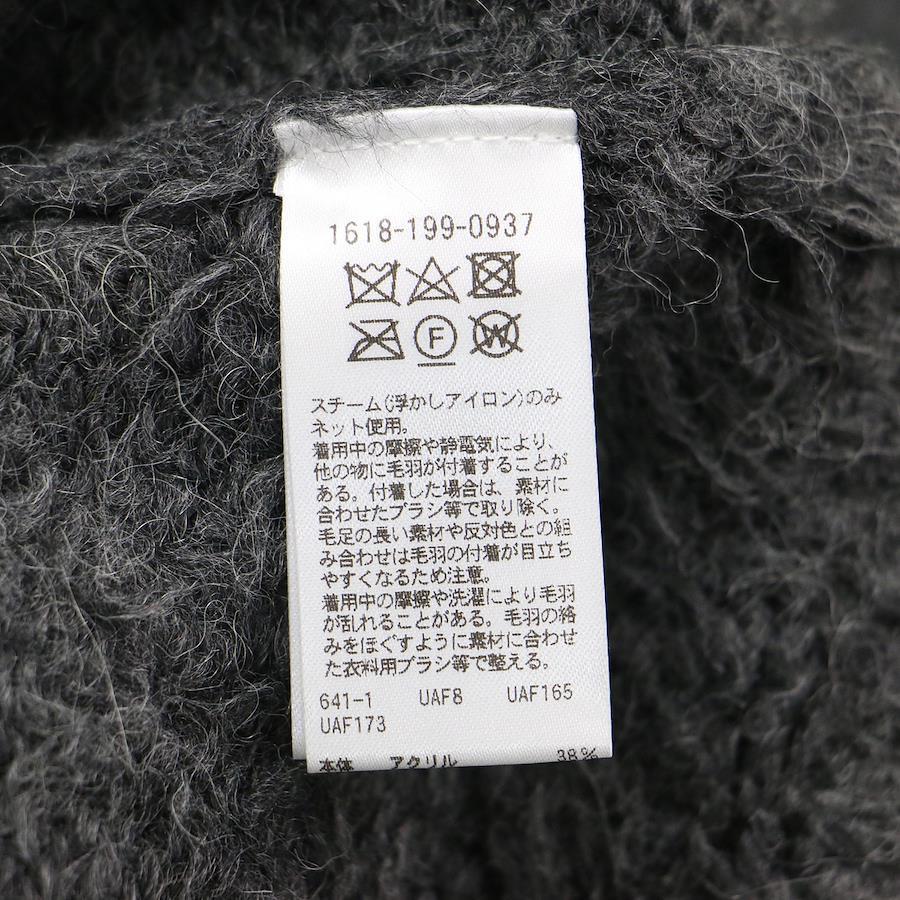 1618-199-0937
F
W
スチーム(浮かしアイロン)のみ
ネット使用。
着用中の摩擦や静電気により、
他の物に毛羽が付着することが
ある。付着した場合は、素材に
合わせたブラシ等で取り除く。
毛足の長い素材や反対色との組
み合わせは毛羽の付着が目立ち
やすくなるため注意。
着用中の摩擦や洗濯により毛羽
が乱れることがある。毛羽の絡
みをほぐすように素材に合わせ
た衣料用ブラシ等で整える。
641-1 UAF8 UAF165
UAF173
本体 アクリル 38%